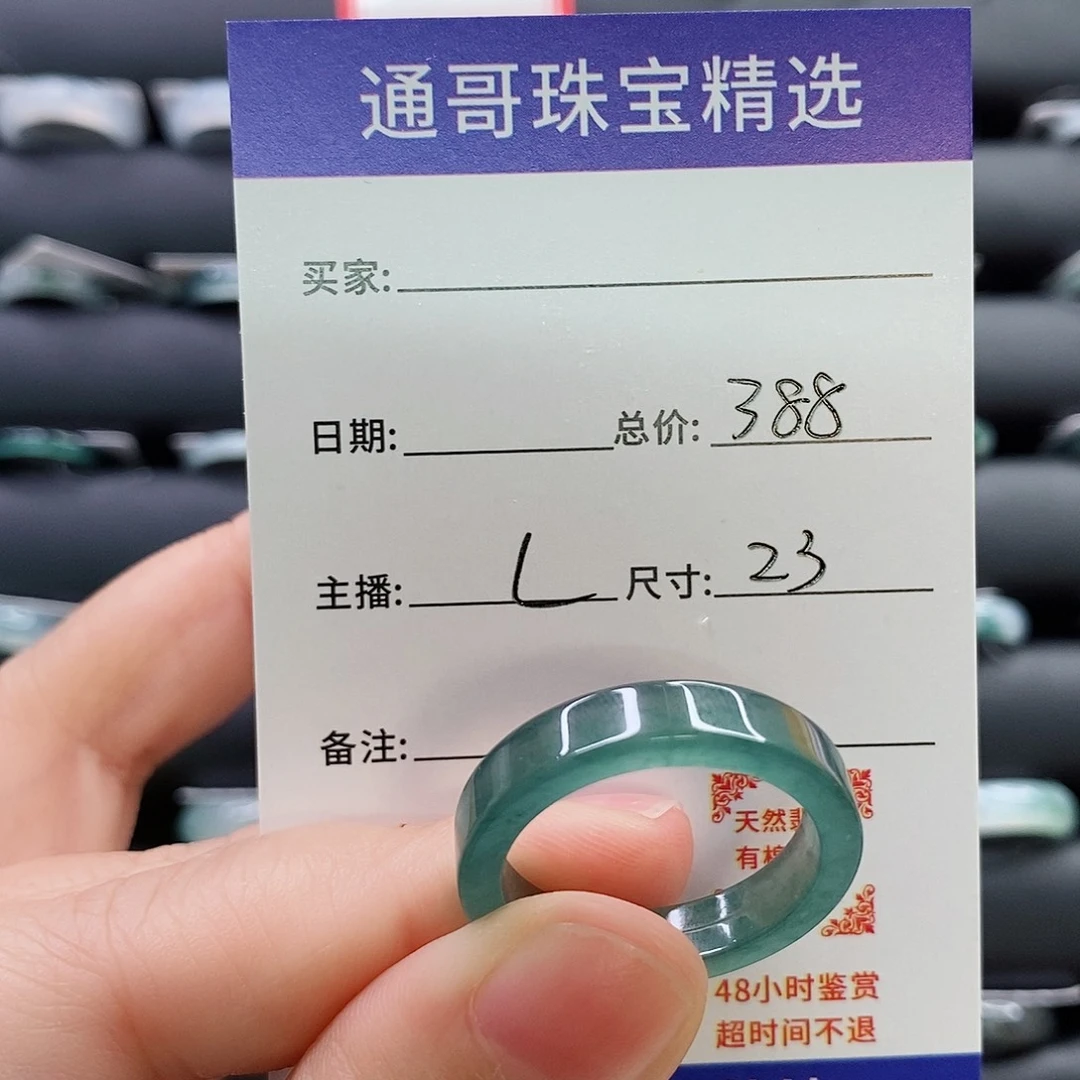 通哥珠宝精选
买家:
日期: 总价: 388
主播: L 尺寸: 23
备注:
天然
有
48小时鉴赏
超时间不退